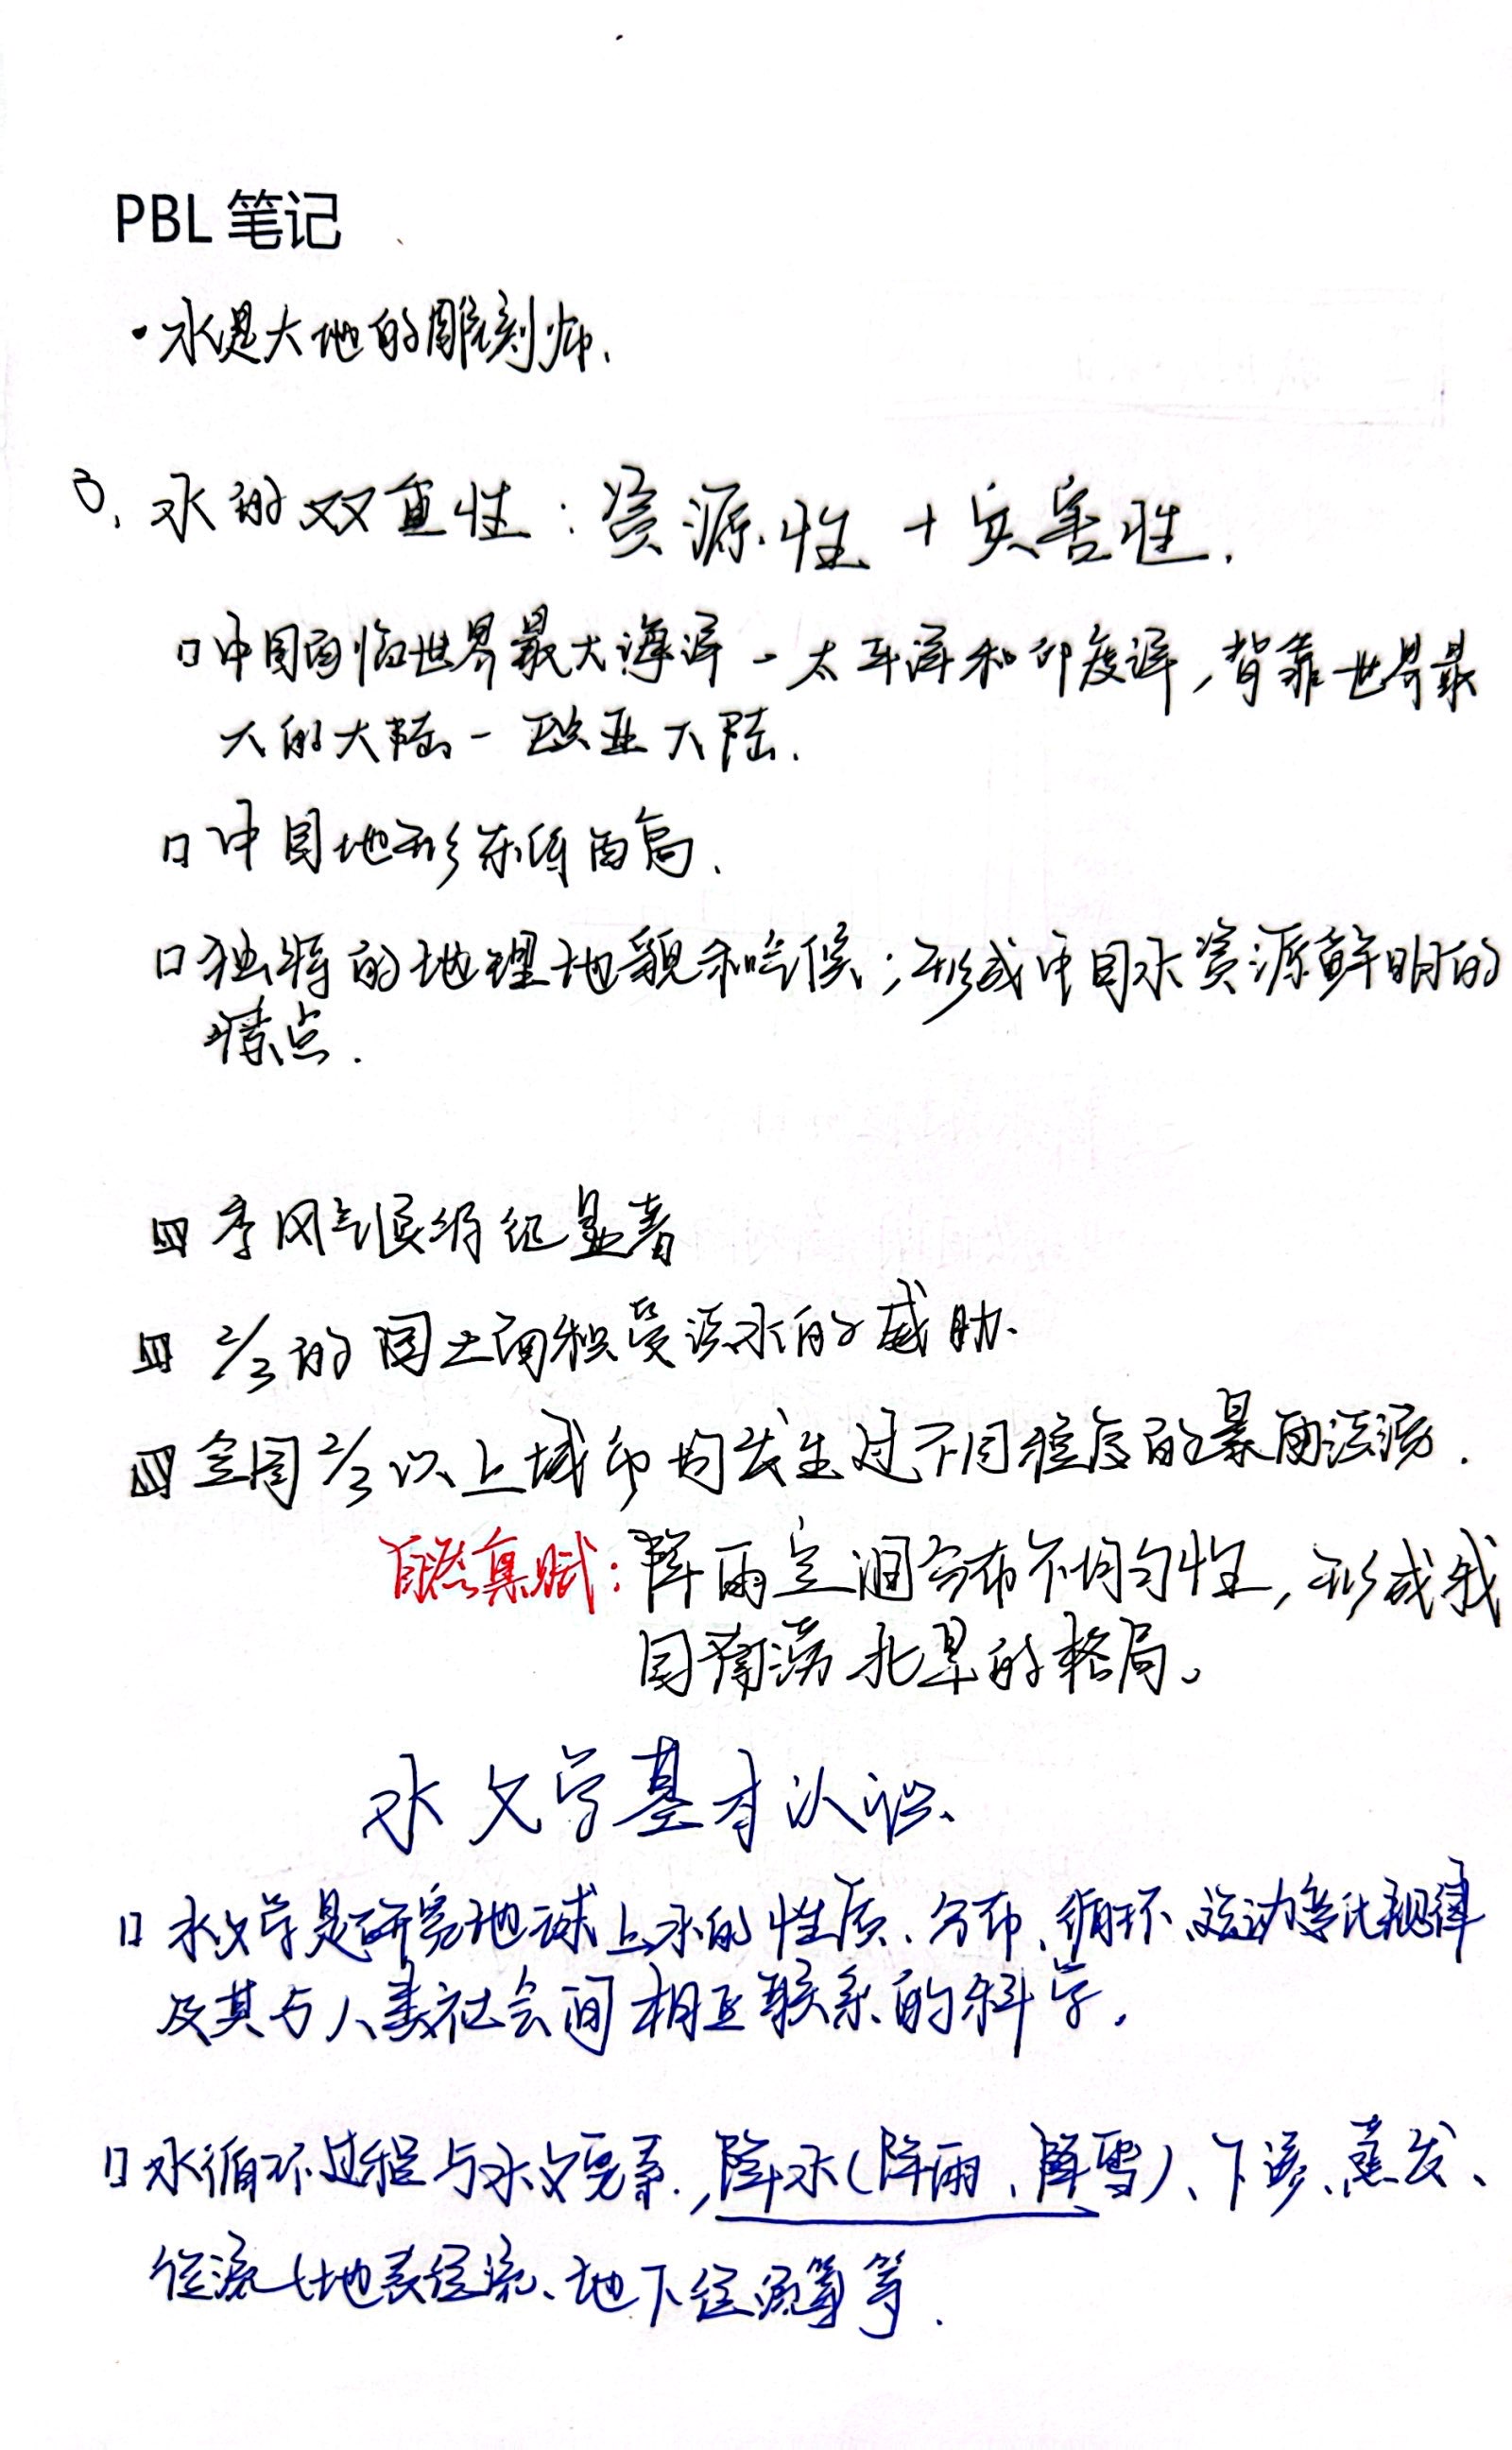 PBL 笔记
·水是大地的雕刻师.
3. 水的双重性：资源性 + 灾害性.
口中国面临世界最大海洋-太平洋和印度洋,背靠世界最
大的大陆-欧亚大陆.
口中国地形东低西高.
口独特的地理地貌和气候;形成中国水资源鲜明的
特点.
季风气候特征显著
2/3的国土面积受洪水的威胁.
全国2/3以上城市均发生过不同程度的暴雨洪涝.
自然禀赋：降雨空间分布不均匀性,形成我
国南涝北旱的格局。
水文学基本认识.
口水文学是研究地球上水的性质、分布、循环、运动变化规律
及其与人类社会间相互联系的科学.
口水循环过程与水文要素,降水(降雨、降雪)、下渗、蒸发、
径流(地表径流、地下径流等等.